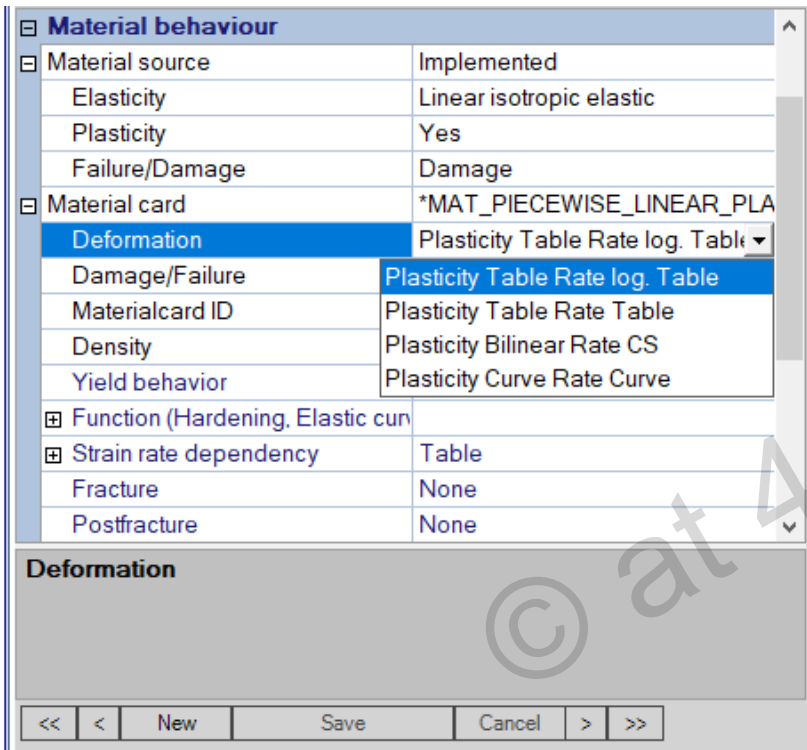 Material behaviour
Material source Implemented
Elasticity Linear isotropic elastic
Plasticity Yes
Failure/Damage Damage
Material card *MAT_PIECEWISE_LINEAR_PLA
Deformation Plasticity Table Rate log. Table
Damage/Failure Plasticity Table Rate log. Table
Materialcard ID Plasticity Table Rate Table
Density Plasticity Bilinear Rate CS
Yield behavior Plasticity Curve Rate Curve
Function (Hardening, Elastic curv
Strain rate dependency Table
Fracture None
Postfracture None
Deformation
© at 4
<< < New Save Cancel > >>